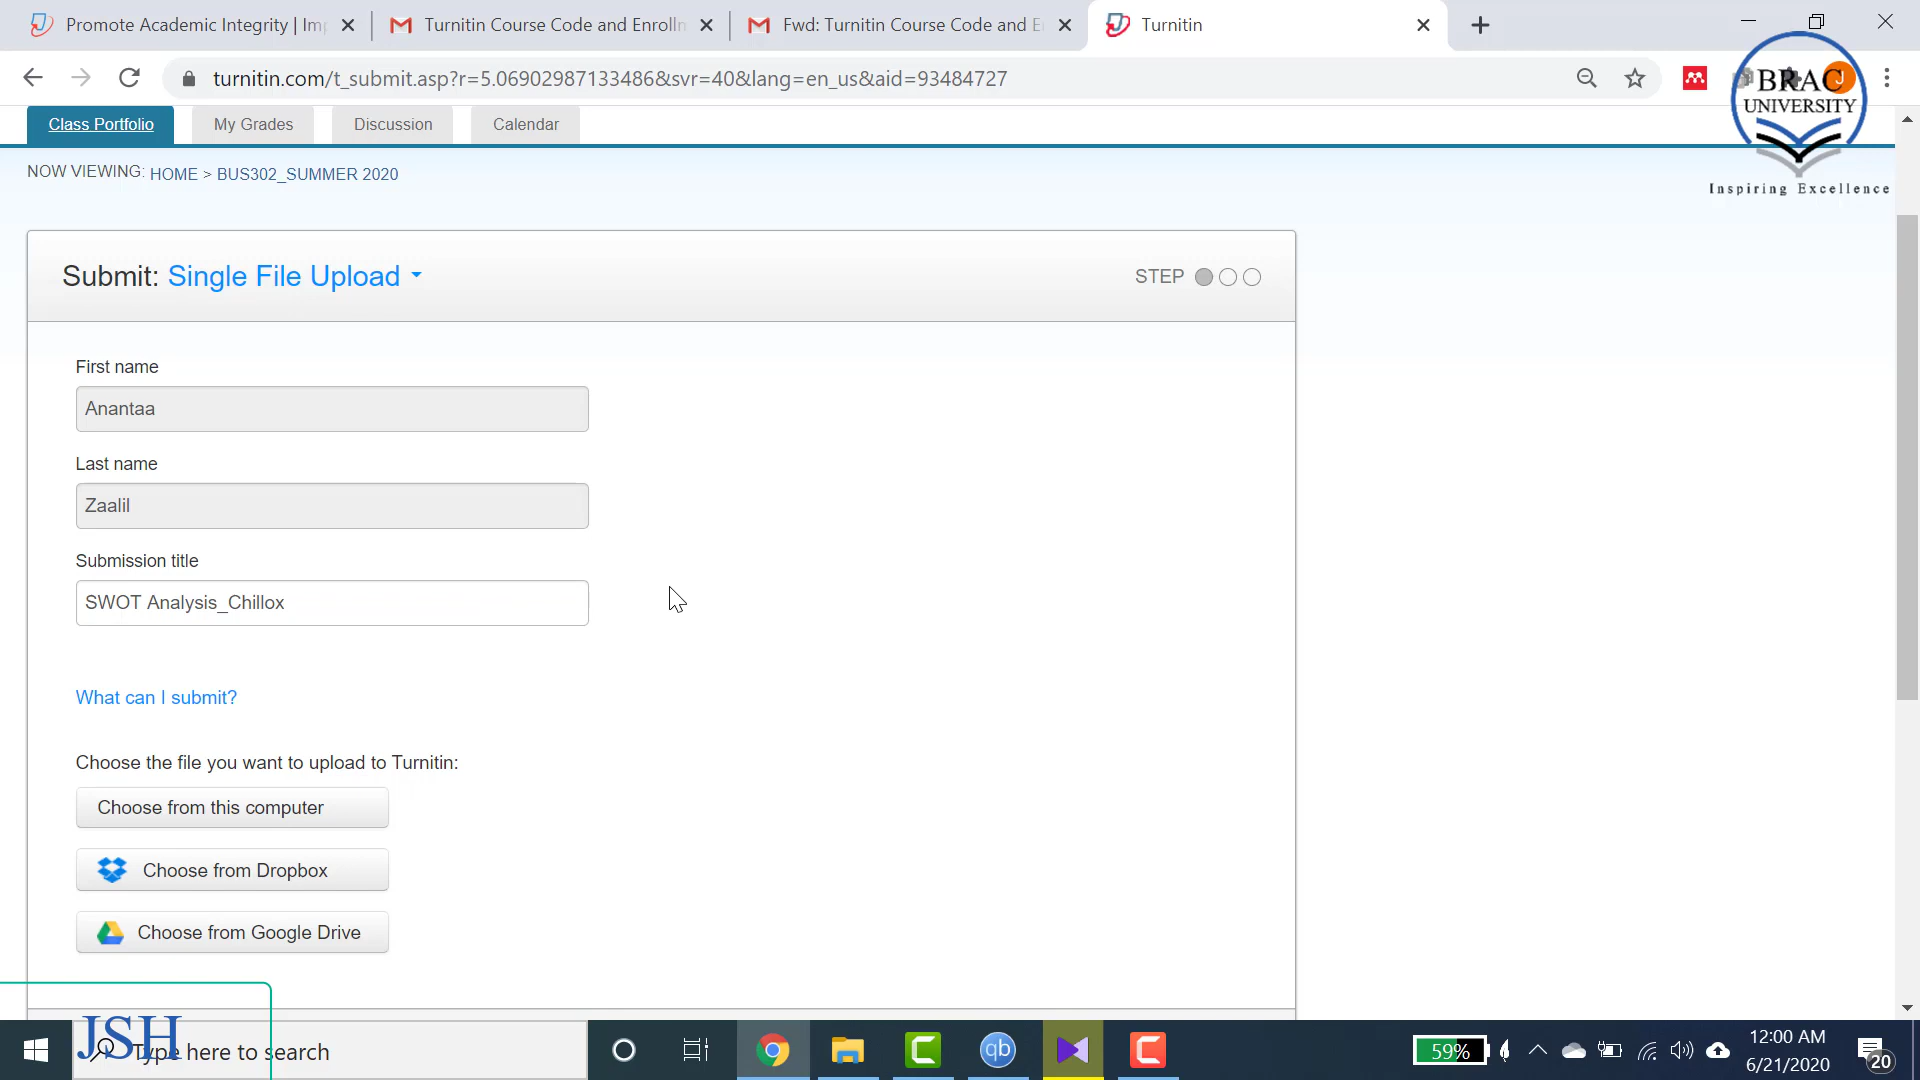 Promote Academic Integrity | Im
Turnitin Course Code and Enrollm
Fwd: Turnitin Course Code and E
Turnitin
turnitin.com/t_submit.asp?r=5.06902987133486&svr=40&lang=en_us&aid=93484727
BRAC
UNIVERSITY
Inspiring Excellence
Class Portfolio
My Grades
Discussion
Calendar
NOW VIEWING: HOME > BUS302_SUMMER 2020
Submit: Single File Upload
STEP
First name
Anantaa
Last name
Zaalil
Submission title
SWOT Analysis_Chillox
What can I submit?
Choose the file you want to upload to Turnitin:
Choose from this computer
Choose from Dropbox
Choose from Google Drive
JSH
Type here to search
qb
59%
12:00 AM
6/21/2020
20